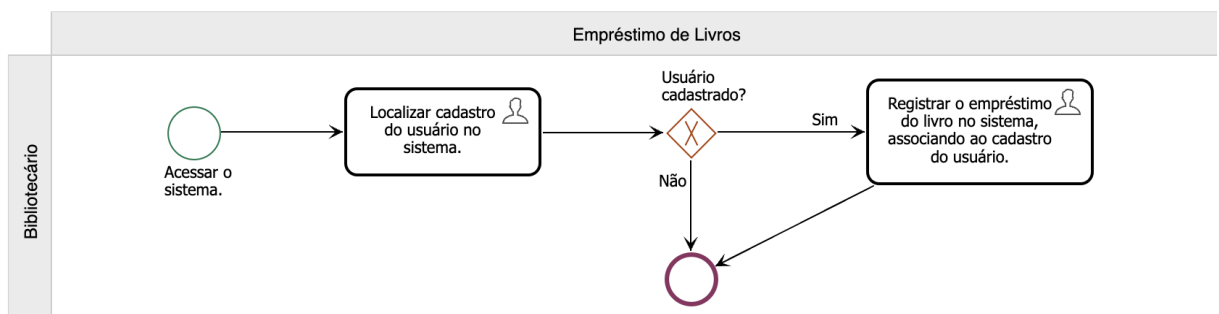 Empréstimo de Livros
Bibliotecário
Acessar o
sistema.
Localizar cadastro
do usuário no
sistema.
Usuário
cadastrado?
X
Sim
Não
Registrar o empréstimo
do livro no sistema,
associando ao cadastro
do usuário.